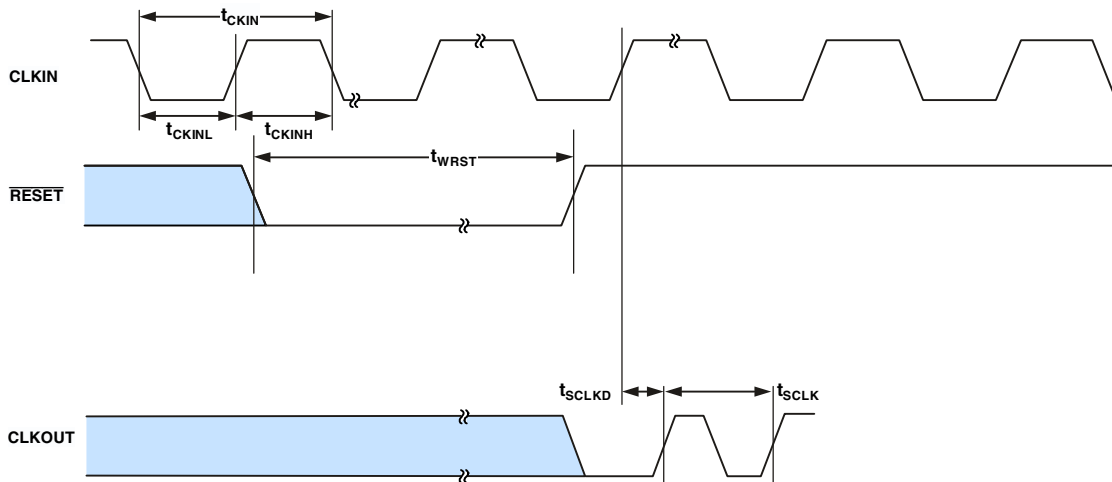 tCKIN
CLKIN
tCKINL
tCKINH
tWRST
RESET
tSCLKD
tSCLK
CLKOUT